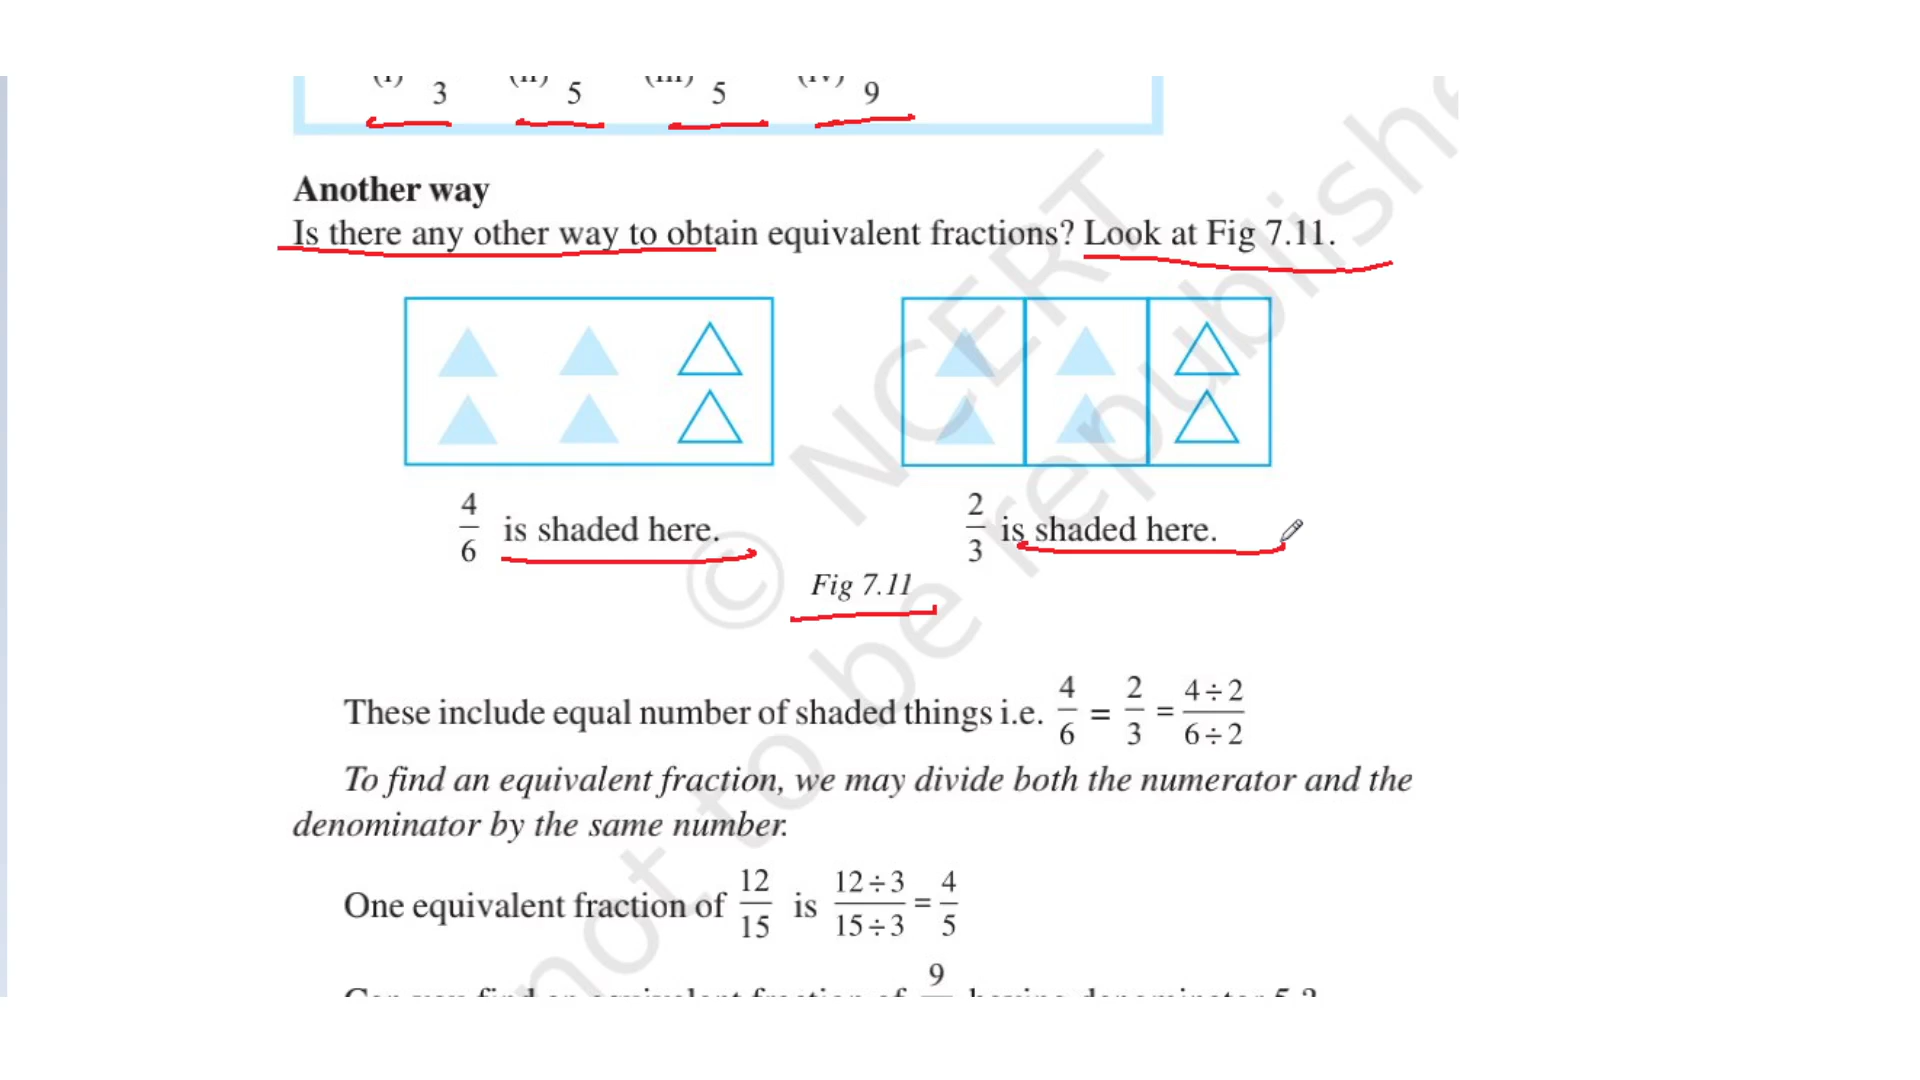 3 5 5 9
Another way
Is there any other way to obtain equivalent fractions? Look at Fig 7.11.
4/6 is shaded here. 2/3 is shaded here.
Fig 7.11
These include equal number of shaded things i.e. 4/6 = 2/3 = 4÷2/6÷2
To find an equivalent fraction, we may divide both the numerator and the
denominator by the same number.
One equivalent fraction of 12/15 is 12÷3/15÷3 = 4/5
9
© NCERT
not to be republishe